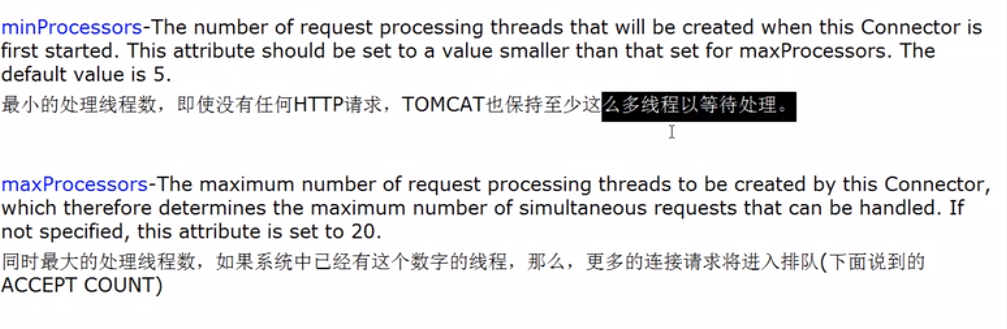 minProcessors-The number of request processing threads that will be created when this Connector is
first started. This attribute should be set to a value smaller than that set for maxProcessors. The
default value is 5.
最小的处理线程数，即使没有任何HTTP请求，TOMCAT也保持至少这么多线程以等待处理。
maxProcessors-The maximum number of request processing threads to be created by this Connector,
which therefore determines the maximum number of simultaneous requests that can be handled. If
not specified, this attribute is set to 20.
同时最大的处理线程数，如果系统中已经有这个数字的线程，那么，更多的连接请求将进入排队(下面说到的
ACCEPT COUNT)